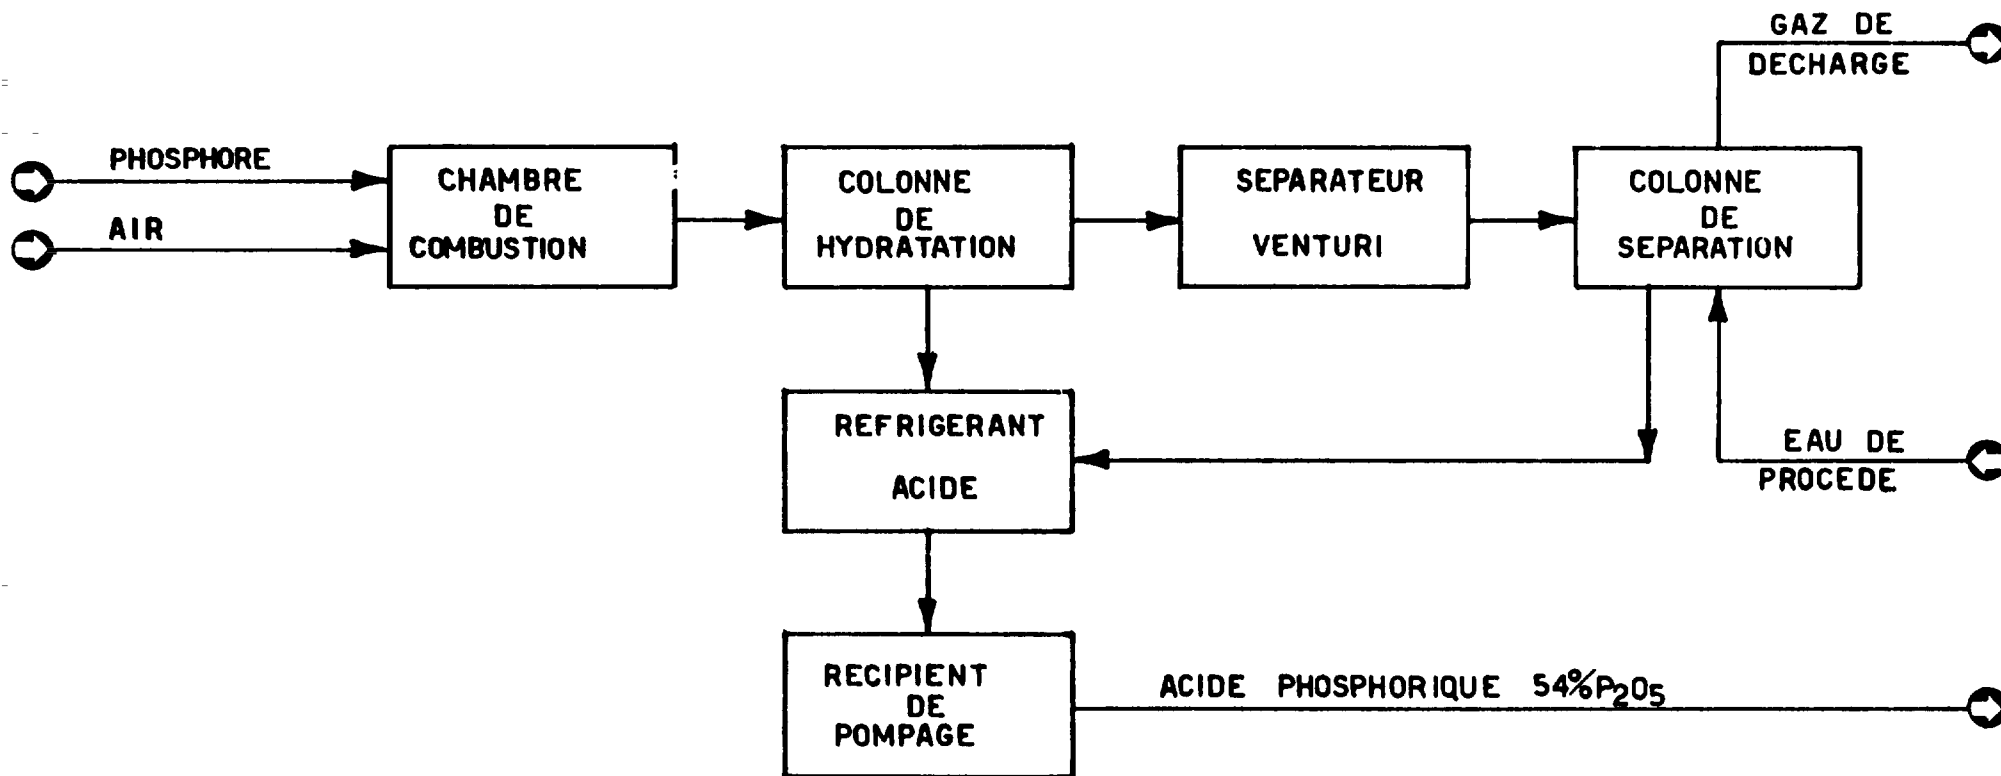 GAZ DE
DECHARGE
PHOSPHORE
AIR
CHAMBRE
DE
COMBUSTION
COLONNE
DE
HYDRATATION
SEPARATEUR
VENTURI
COLONNE
DE
SEPARATION
REFRIGERANT
ACIDE
EAU DE
PROCEDE
RECIPIENT
DE
POMPAGE
ACIDE PHOSPHORIQUE 54%P₂O₅